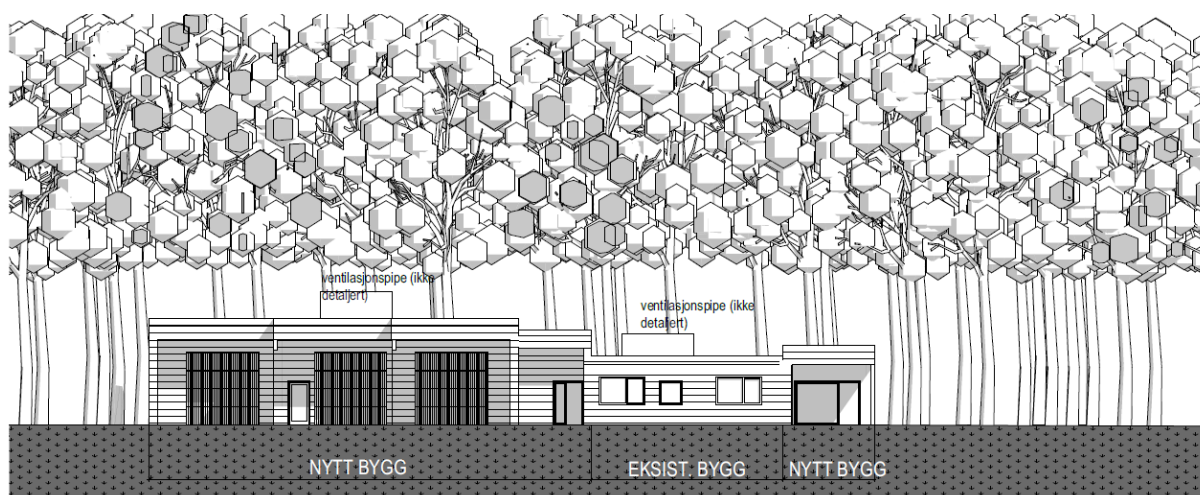 ventilasjonspipe (ikke
detaljert)
ventilasjonspipe (ikke
detaljert)
NYTT BYGG
EKSIST. BYGG
NYTT BYGG